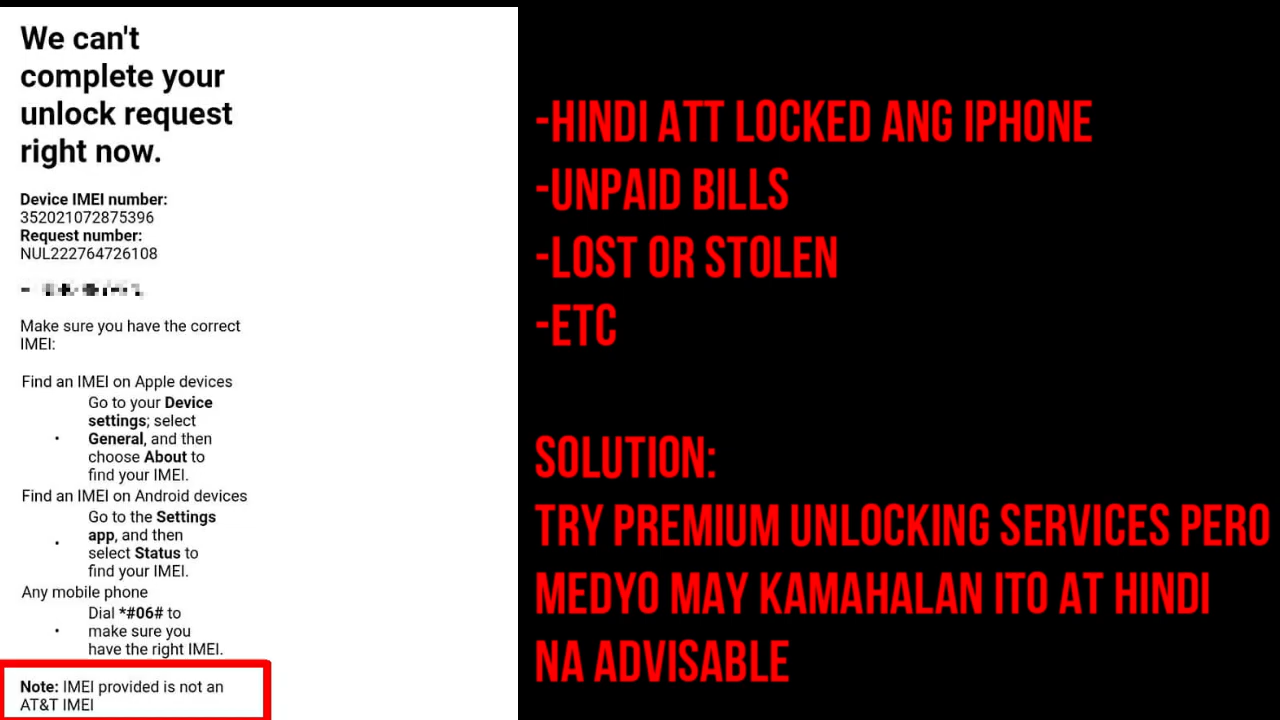 We can't
complete your
unlock request
right now.
Device IMEI number:
352021072875396
Request number:
NUL222764726108
Make sure you have the correct
IMEI:
Find an IMEI on Apple devices
Go to your Device
settings; select
• General, and then
choose About to
find your IMEI.
Find an IMEI on Android devices
Go to the Settings
• app, and then
select Status to
find your IMEI.
Any mobile phone
Dial *#06# to
• make sure you
have the right IMEI.
Note: IMEI provided is not an
AT&T IMEI
-HINDI ATT LOCKED ANG IPHONE
-UNPAID BILLS
-LOST OR STOLEN
-ETC
SOLUTION:
TRY PREMIUM UNLOCKING SERVICES PERO
MEDYO MAY KAMAHALAN ITO AT HINDI
NA ADVISABLE